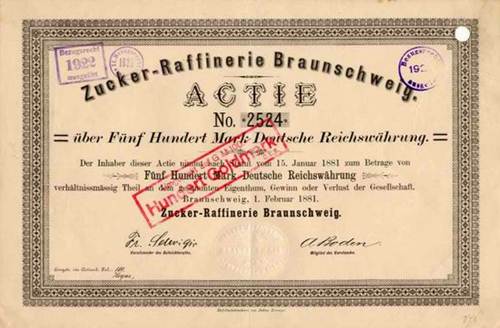 Bezugsrecht
1922
ausgeübt
Zucker-Raffinerie Braunschweig.
ACTIE
No. 2524
über Fünf Hundert Mark Deutsche Reichswährung.
Der Inhaber dieser Actie nimmt nach vom 15. Januar 1881 zum Betrage von
Fünf Hundert Mark Deutsche Reichswährung
verhältnissmässig Theil an dem gesammten Eigenthum, Gewinn oder Verlust der Gesellschaft.
Braunschweig, 1. Februar 1881.
Zucker-Raffinerie Braunschweig.
Hundert Goldmark
Vorsitzender des Aufsichtsraths.
Mitglied des Vorstandes.